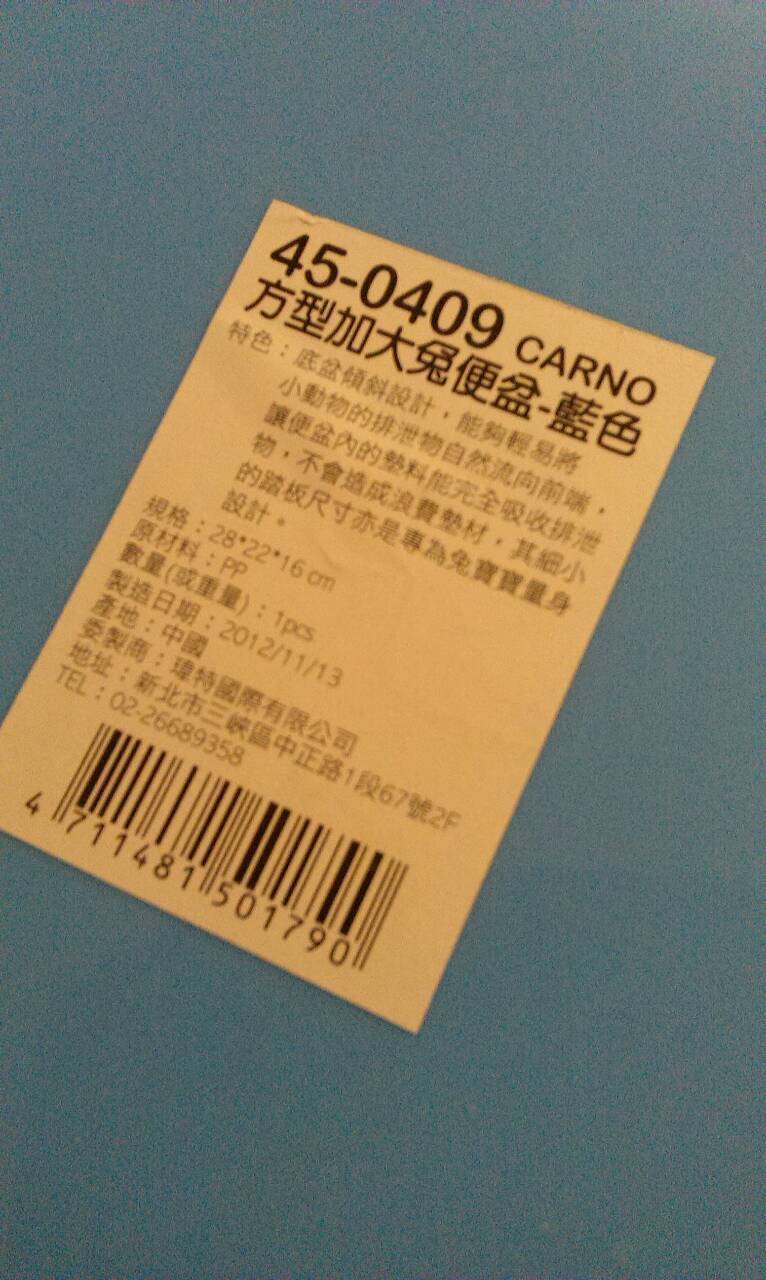 45-0409 CARNO
方型加大兔便盆-藍色
特色：底盆傾斜設計，能夠輕易將
小動物的排泄物自然流向前端，
讓便盆內的墊料能完全吸收排泄
物，不會造成浪費墊材，其細小
的踏板尺寸亦是專為兔寶寶量身
設計。
規格：28*22*16 cm
原材料：PP
數量(或重量)：1pcs
製造日期：2012/11/13
產地：中國
委製商：瑋特國際有限公司
地址：新北市三峽區中正路1段67號2F
TEL：02-26689358
4 711481 501790